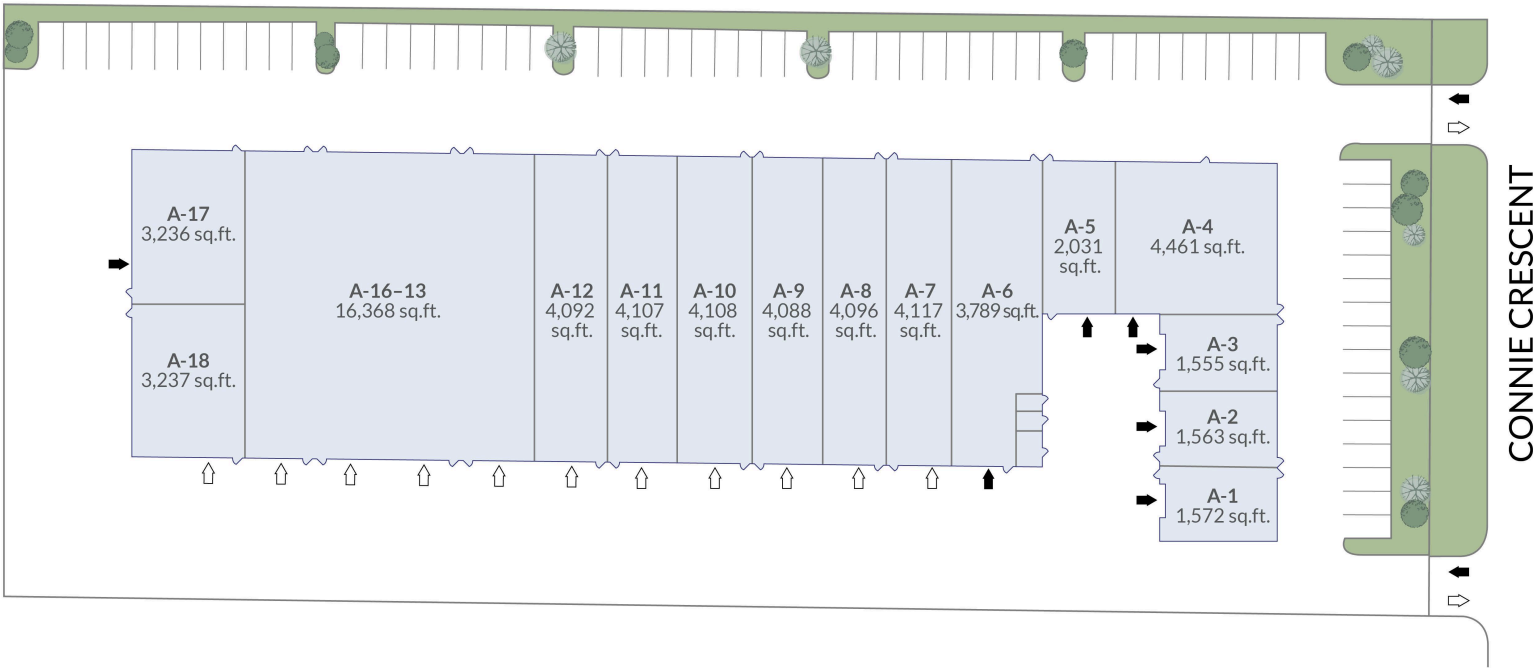 A-17
3,236 sq.ft.
A-18
3,237 sq.ft.
A-16–13
16,368 sq.ft.
A-12
4,092
sq.ft.
A-11
4,107
sq.ft.
A-10
4,108
sq.ft.
A-9
4,088
sq.ft.
A-8
4,096
sq.ft.
A-7
4,117
sq.ft.
A-6
3,789 sq.ft.
A-5
2,031
sq.ft.
A-4
4,461 sq.ft.
A-3
1,555 sq.ft.
A-2
1,563 sq.ft.
A-1
1,572 sq.ft.
CONNIE CRESCENT